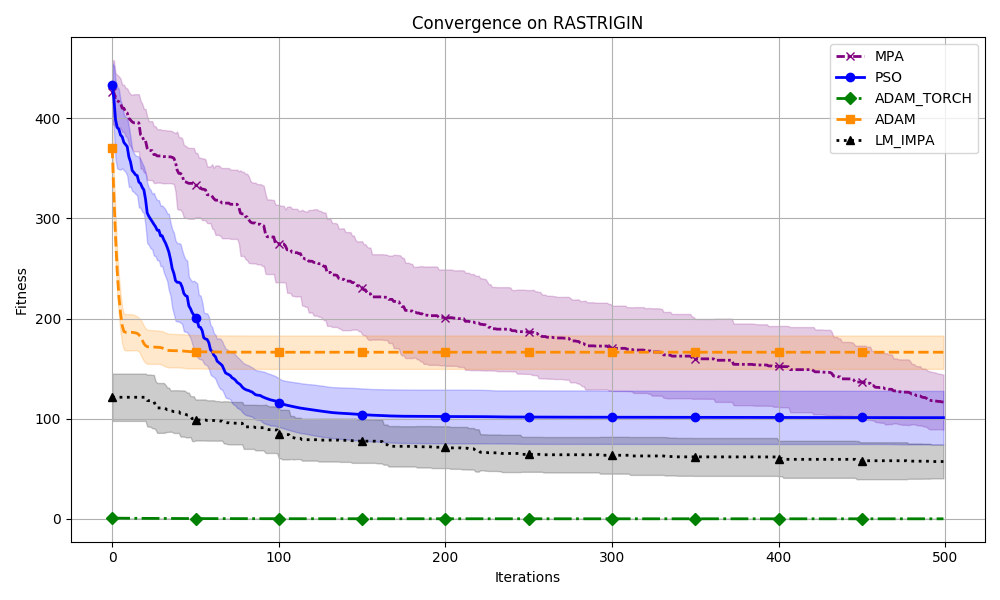 Convergence on RASTRIGIN
MPA
PSO
ADAM_TORCH
ADAM
LM_IMPA
Fitness
400
300
200
100
0
0 100 200 300 400 500
Iterations